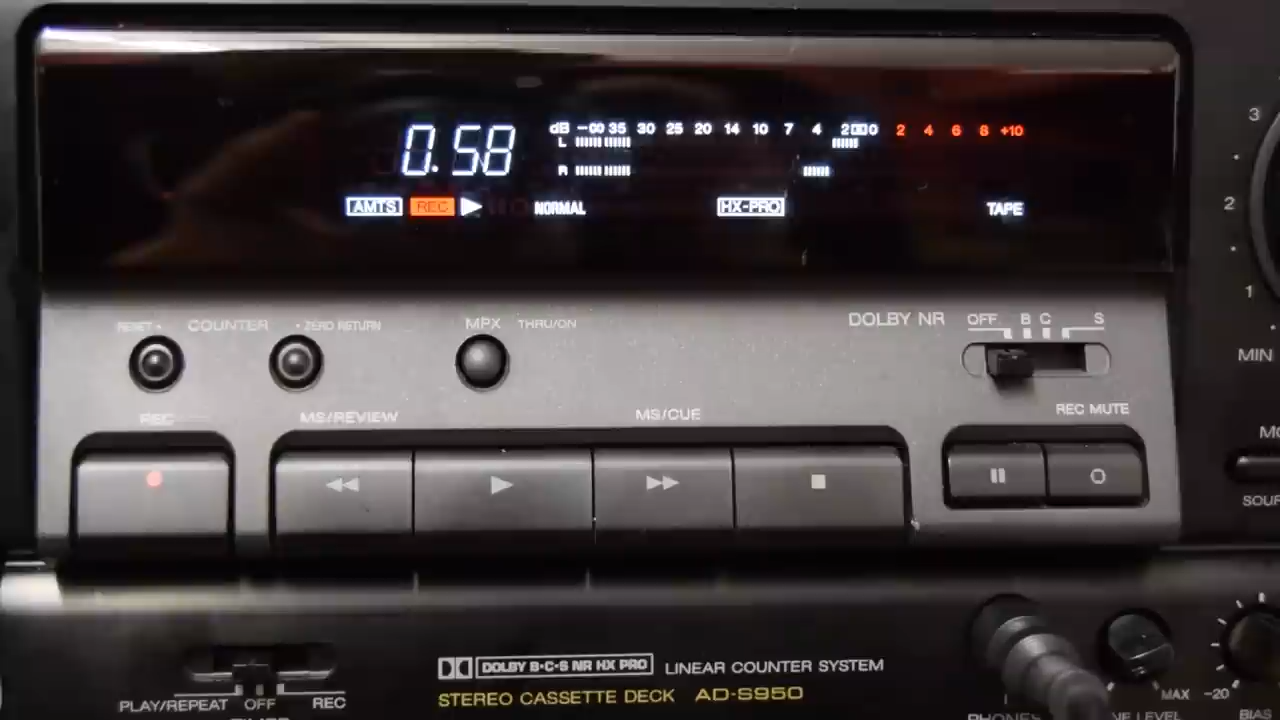 0.58
dB -∞ 35 30 25 20 14 10 7 4 2 0 2 4 6 8 +10
L
R
AMTS REC NORMAL HX-PRO TAPE
3
2
1
MIN
RESET • COUNTER • ZERO RETURN
MPX THRU/ON
DOLBY NR OFF B C S
REC MS/REVIEW MS/CUE REC MUTE
DOLBY B•C•S NR HX PRO LINEAR COUNTER SYSTEM
STEREO CASSETTE DECK AD-S950
PLAY/REPEAT OFF REC
MAX -20
BIAS